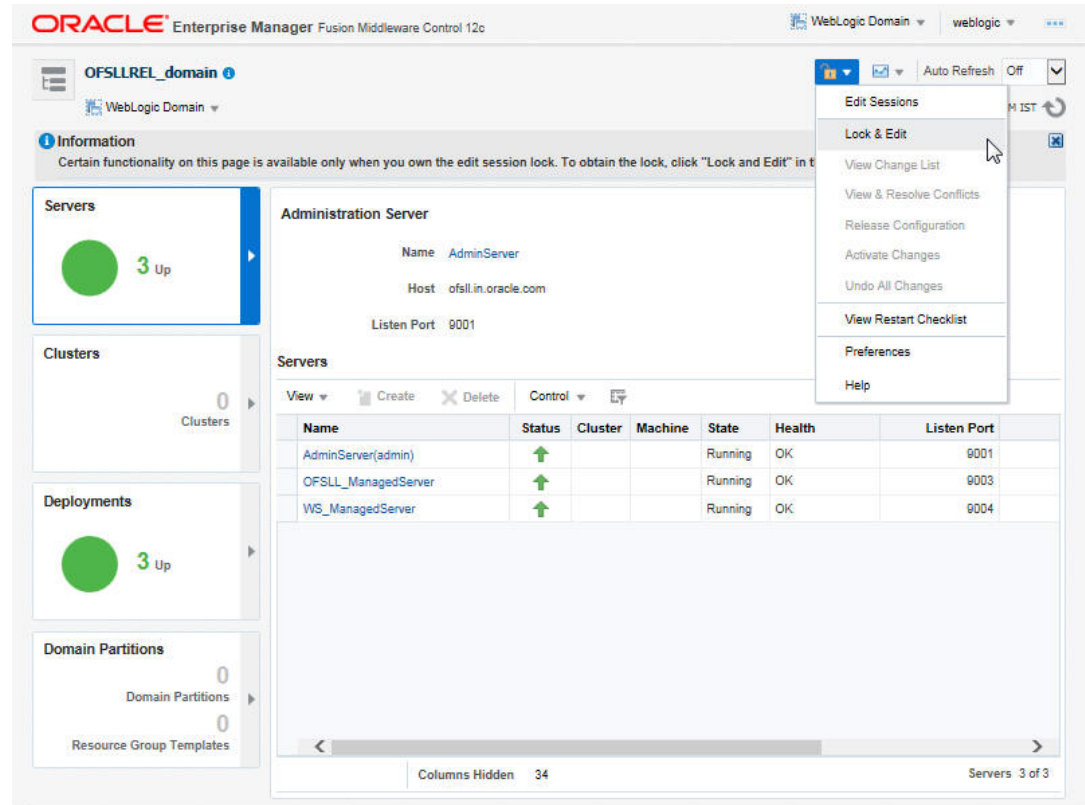 ORACLE Enterprise Manager Fusion Middleware Control 12c
WebLogic Domain weblogic
OFSLLREL_domain
Auto Refresh Off
WebLogic Domain
M IST
Information
Certain functionality on this page is available only when you own the edit session lock. To obtain the lock, click "Lock and Edit" in t
Edit Sessions
Lock & Edit
View Change List
View & Resolve Conflicts
Release Configuration
Activate Changes
Undo All Changes
View Restart Checklist
Preferences
Help
Servers
3 Up
Clusters
0
Clusters
Deployments
3 Up
Domain Partitions
0
Domain Partitions
0
Resource Group Templates
Administration Server
Name AdminServer
Host ofsll.in.oracle.com
Listen Port 9001
Servers
View Create Delete Control
Name Status Cluster Machine State Health Listen Port
AdminServer(admin) Running OK 9001
OFSLL_ManagedServer Running OK 9003
WS_ManagedServer Running OK 9004
Columns Hidden 34 Servers 3 of 3